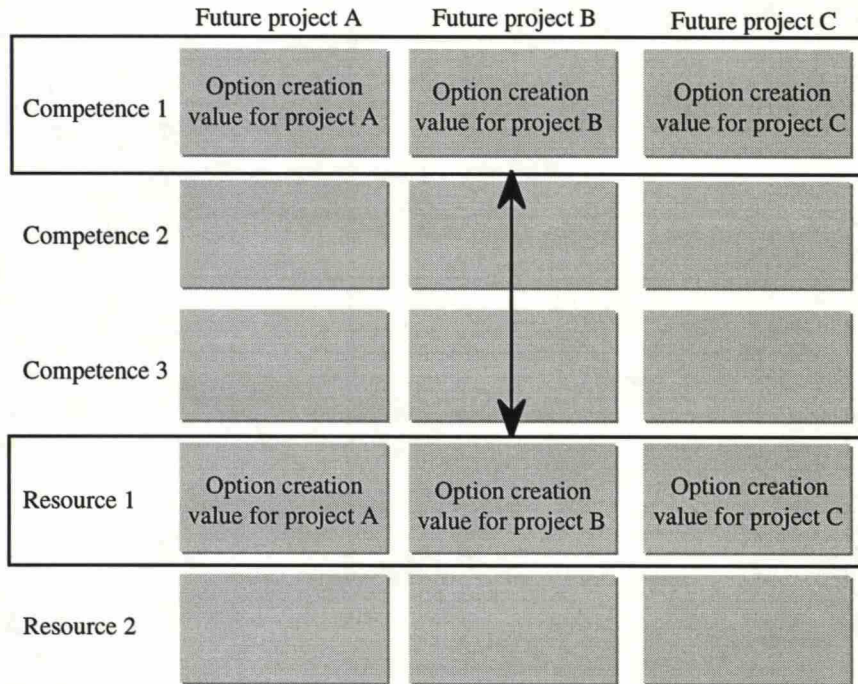 Future project A Future project B Future project C
Competence 1
Option creation
value for project A
Option creation
value for project B
Option creation
value for project C
Competence 2
Competence 3
Resource 1
Option creation
value for project A
Option creation
value for project B
Option creation
value for project C
Resource 2